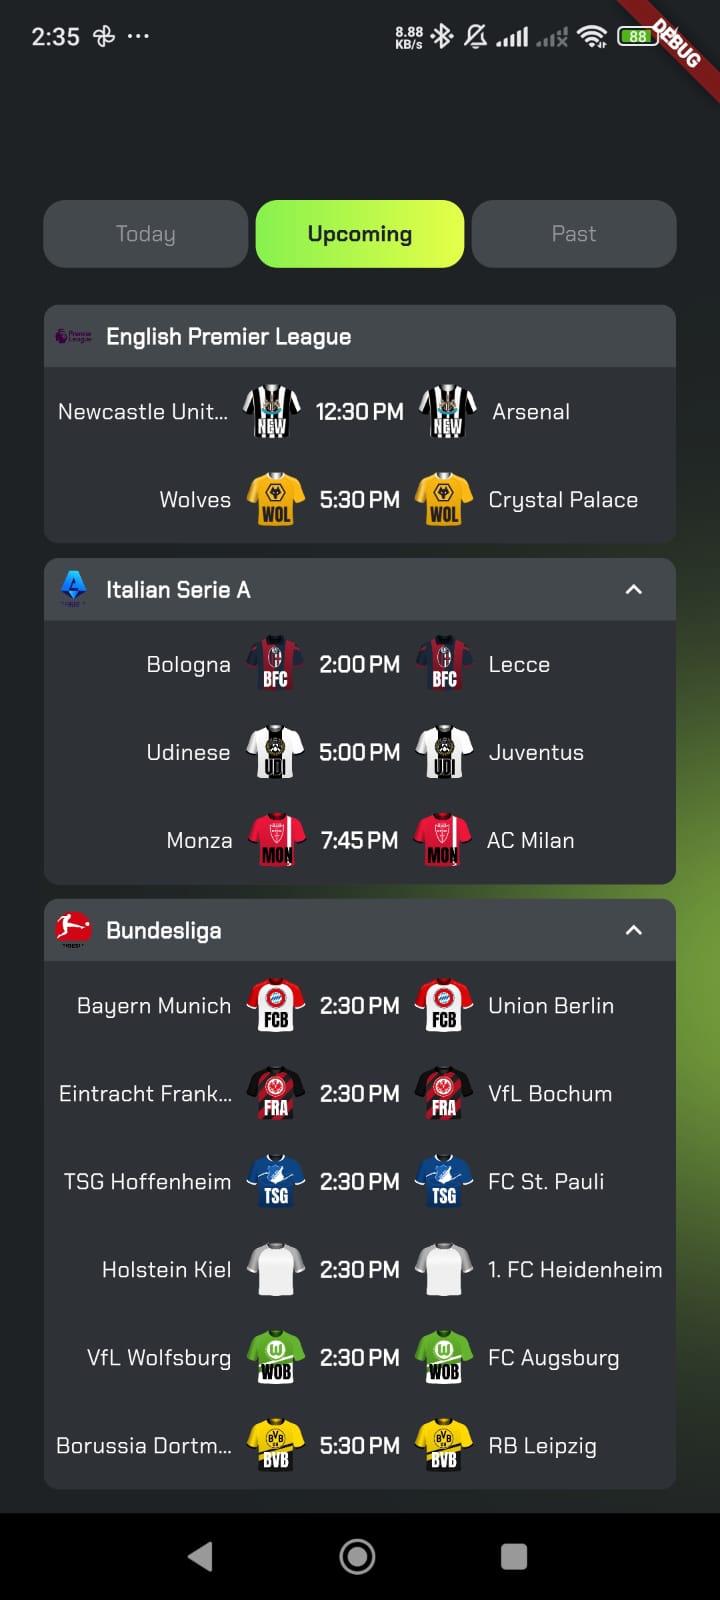 2:35
8.88
KB/s
88
DEBUG
Today
Upcoming
Past
Premier
League
English Premier League
Newcastle Unit...
NEW
12:30 PM
NEW
Arsenal
Wolves
WOL
5:30 PM
WOL
Crystal Palace
Italian Serie A
Bologna
BFC
2:00 PM
BFC
Lecce
Udinese
UDI
5:00 PM
UDI
Juventus
Monza
MON
7:45 PM
MON
AC Milan
Bundesliga
Bayern Munich
FCB
2:30 PM
FCB
Union Berlin
Eintracht Frank...
FRA
2:30 PM
FRA
VfL Bochum
TSG Hoffenheim
TSG
2:30 PM
TSG
FC St. Pauli
Holstein Kiel
2:30 PM
1. FC Heidenheim
VfL Wolfsburg
WOB
2:30 PM
WOB
FC Augsburg
Borussia Dortm...
BVB
BVB
5:30 PM
BVB
BVB
RB Leipzig